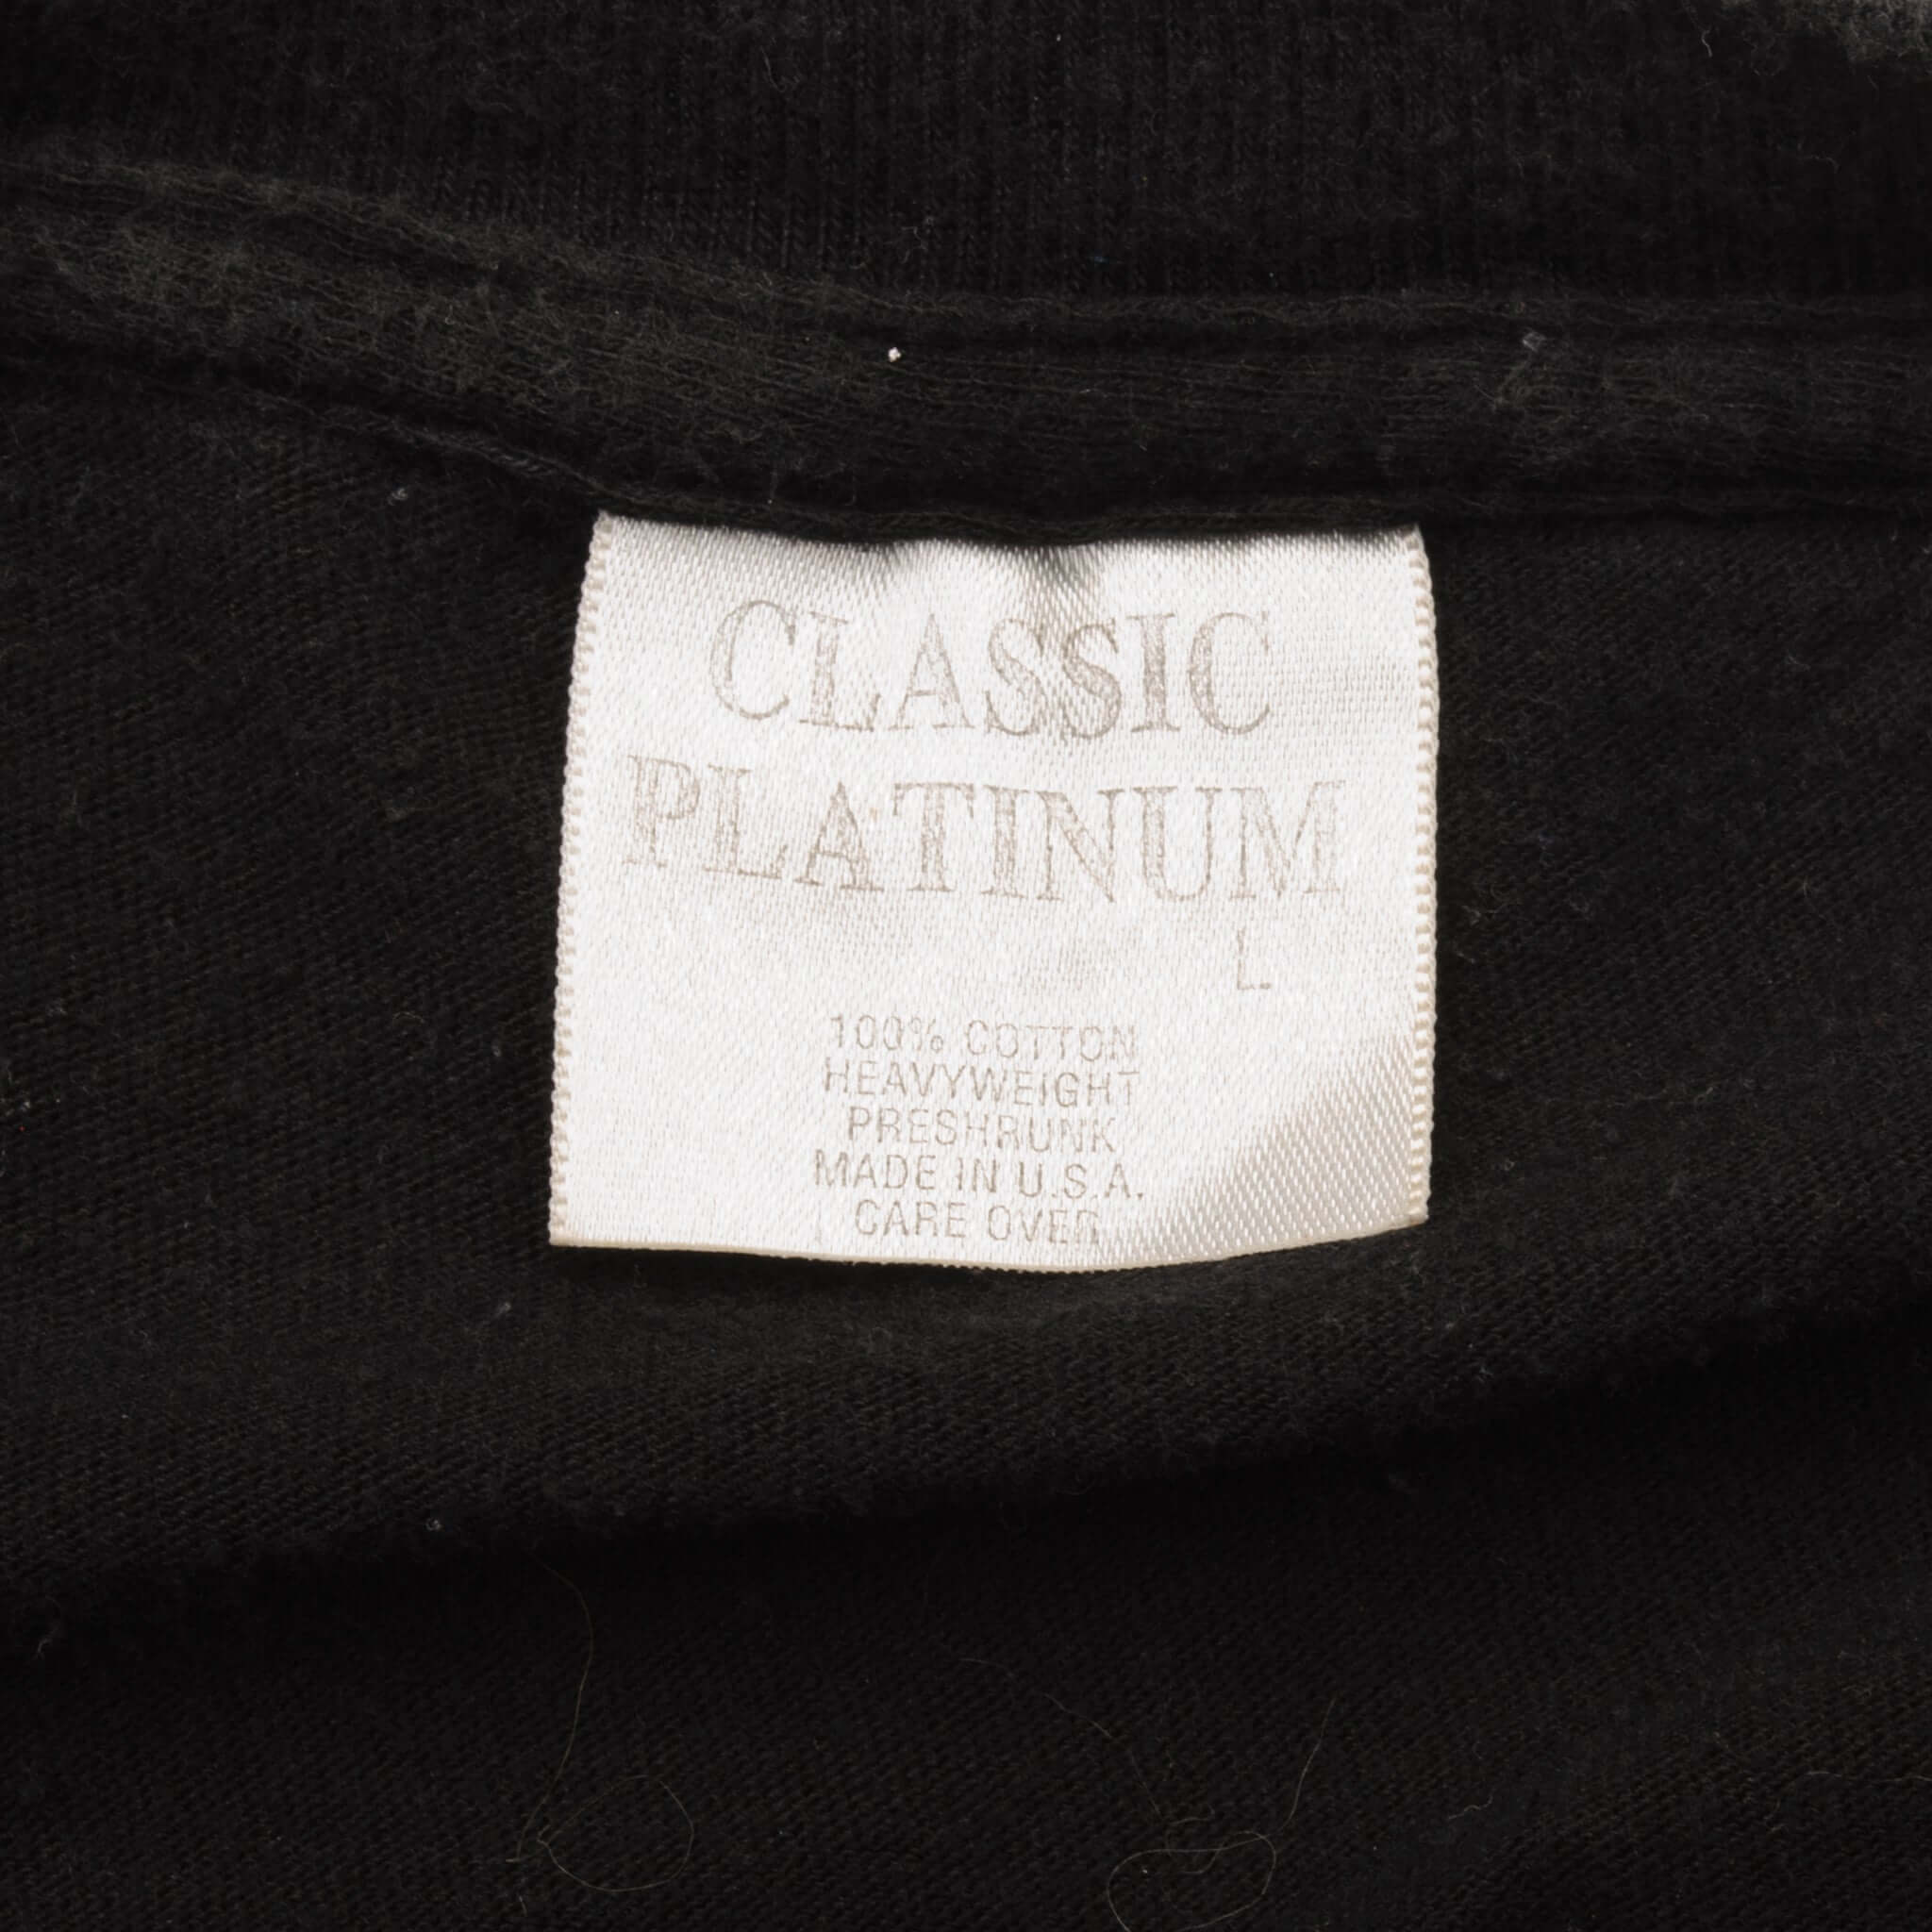 CLASSIC
PLATINUM
L
100% COTTON
HEAVYWEIGHT
PRESHRUNK
MADE IN U.S.A.
CARE OVER